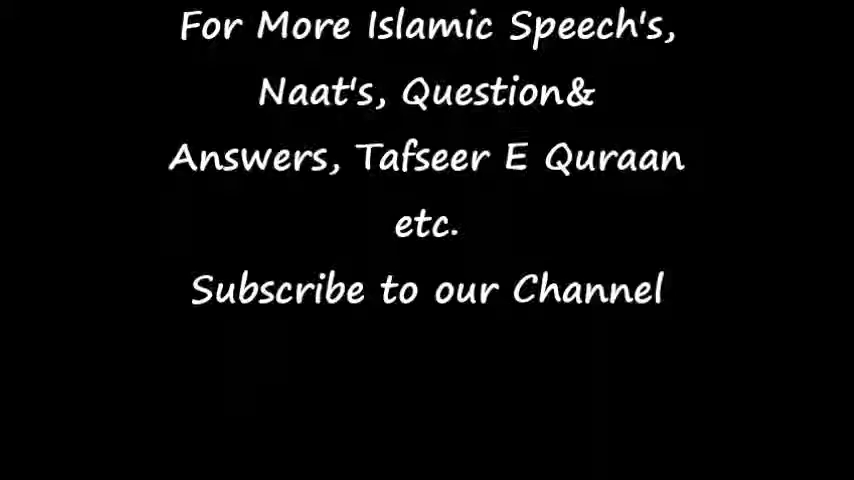 For More Islamic Speech's,
Naat's, Question&
Answers, Tafseer E Quraan
etc.
Subscribe to our Channel